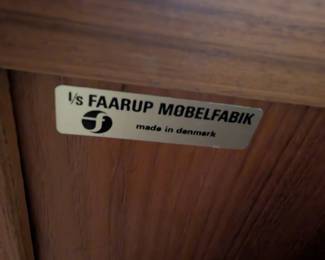 I/s FAARUP MOBELFABIK
f
made in denmark